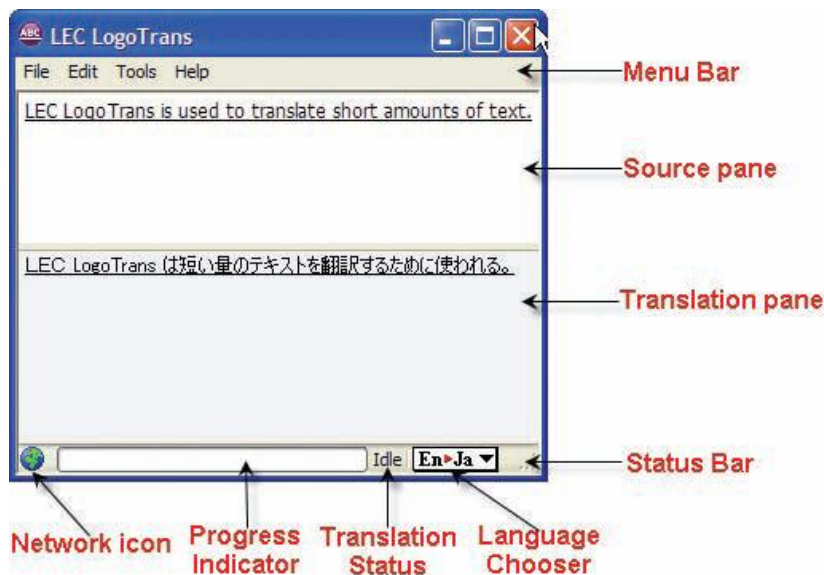 LEC LogoTrans
File Edit Tools Help
Menu Bar
LEC LogoTrans is used to translate short amounts of text.
Source pane
LEC LogoTrans は短い量のテキストを翻訳するために使われる。
Translation pane
Idle En▸Ja
Status Bar
Network icon
Progress Indicator
Translation Status
Language Chooser